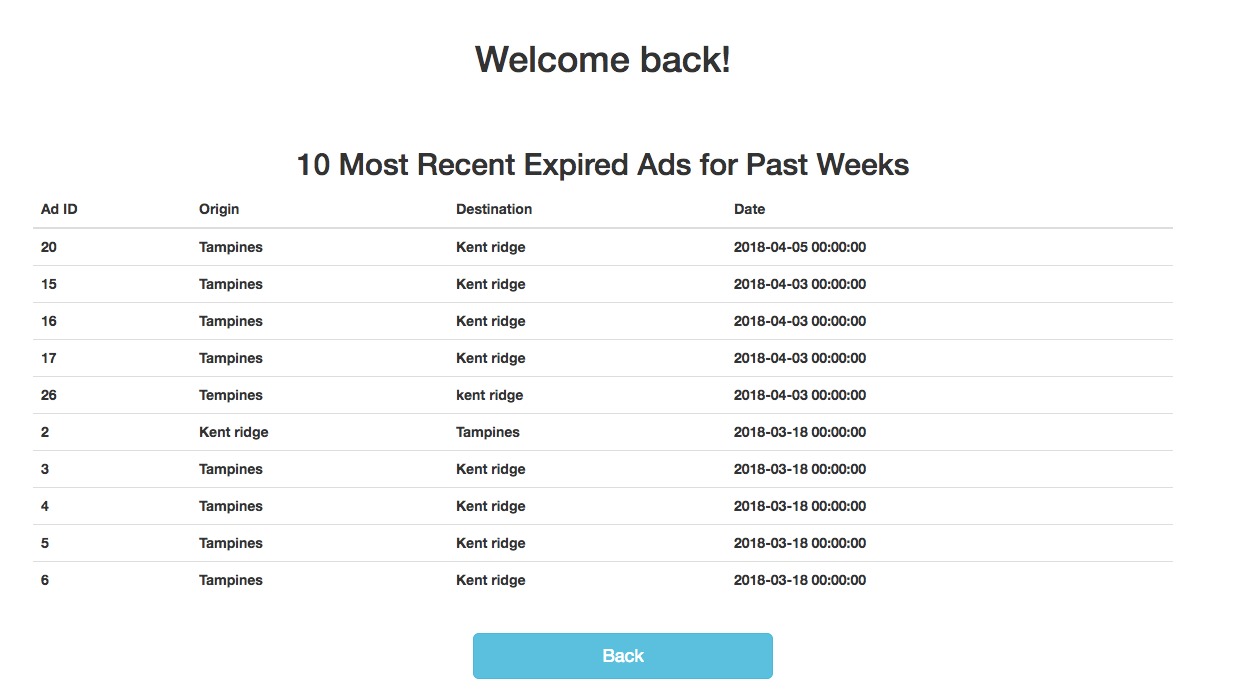 Welcome back!
10 Most Recent Expired Ads for Past Weeks
Ad ID Origin Destination Date
20 Tampines Kent ridge 2018-04-05 00:00:00
15 Tampines Kent ridge 2018-04-03 00:00:00
16 Tampines Kent ridge 2018-04-03 00:00:00
17 Tampines Kent ridge 2018-04-03 00:00:00
26 Tempines kent ridge 2018-04-03 00:00:00
2 Kent ridge Tampines 2018-03-18 00:00:00
3 Tampines Kent ridge 2018-03-18 00:00:00
4 Tampines Kent ridge 2018-03-18 00:00:00
5 Tampines Kent ridge 2018-03-18 00:00:00
6 Tampines Kent ridge 2018-03-18 00:00:00
Back